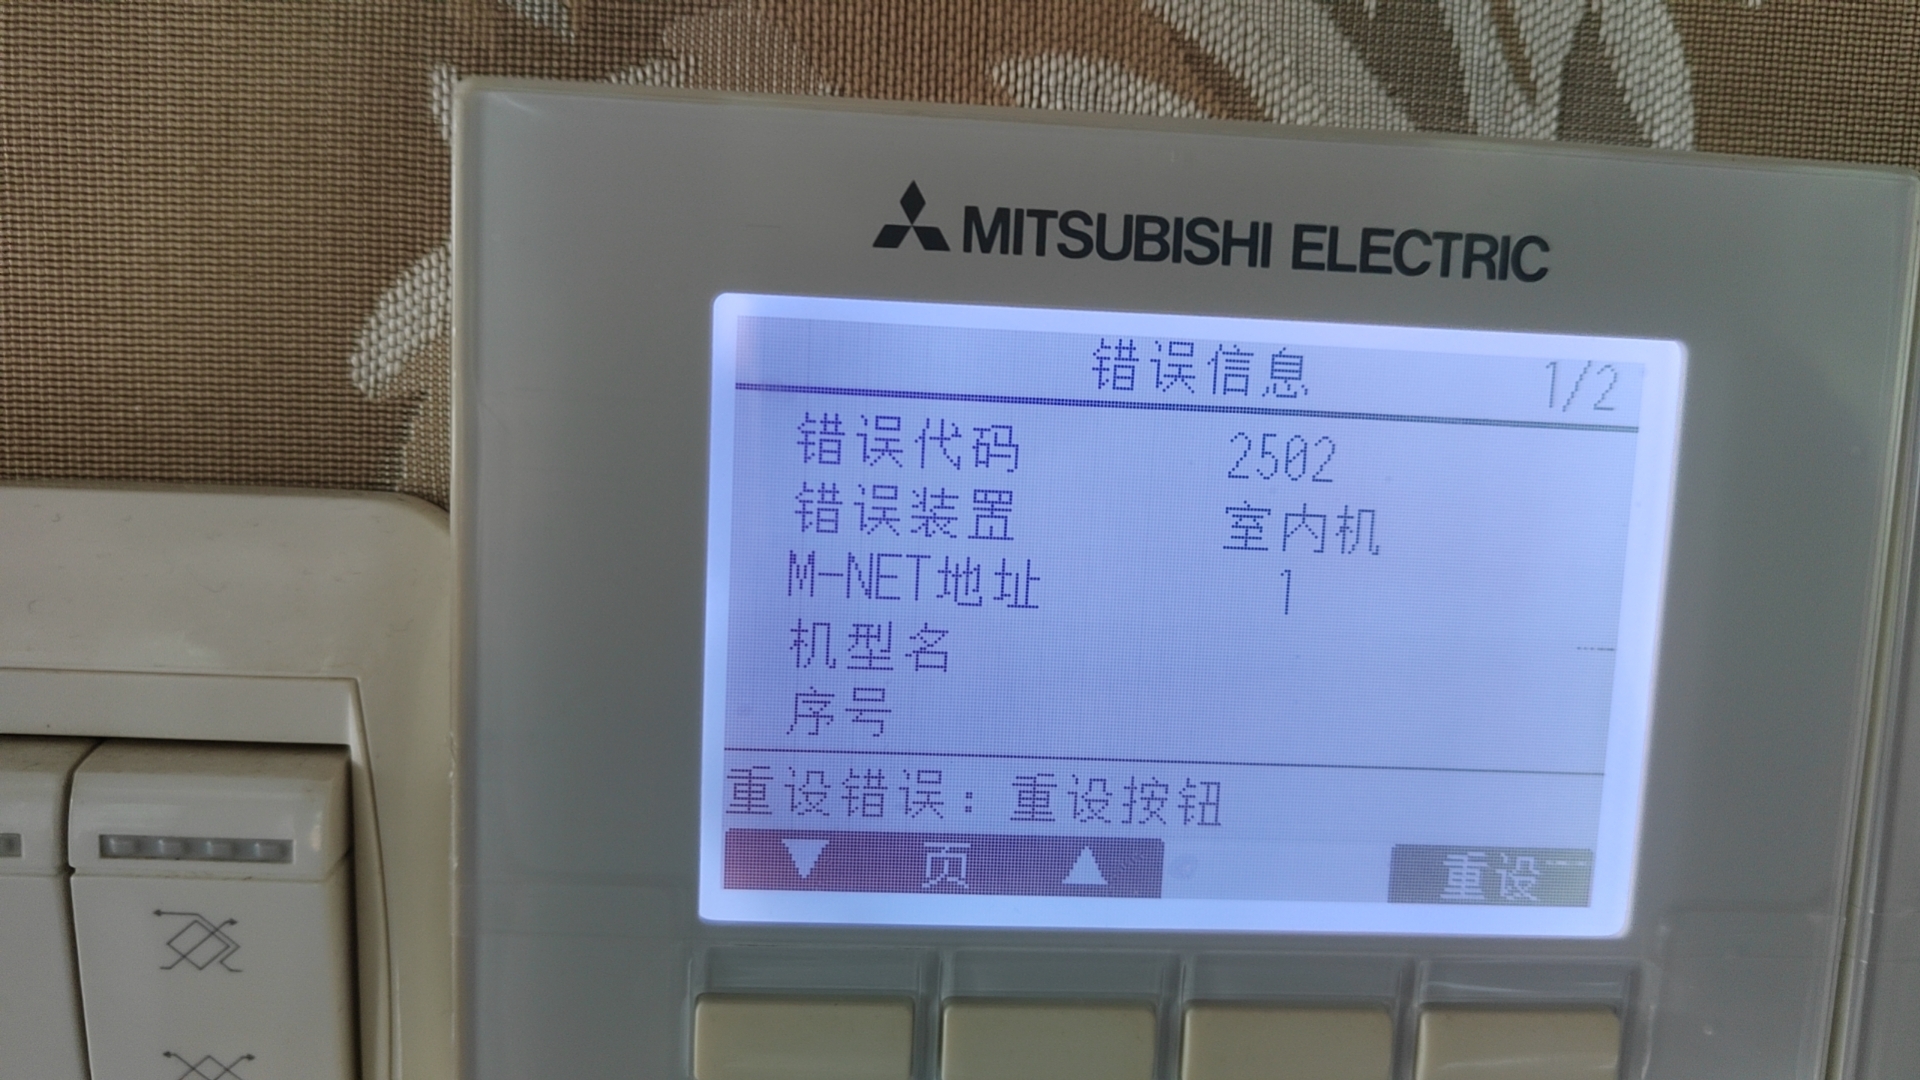 MITSUBISHI ELECTRIC
错误信息 1/2
错误代码 2502
错误装置 室内机
M-NET地址 1
机型名
序号
重设错误：重设按钮
▼ 页 ▲ 重设